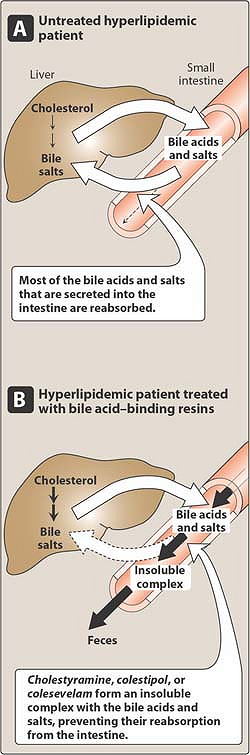 A Untreated hyperlipidemic
patient
Liver
Small
intestine
Cholesterol
Bile
salts
Bile acids
and salts
Most of the bile acids and salts
that are secreted into the
intestine are reabsorbed.
B Hyperlipidemic patient treated
with bile acid–binding resins
Cholesterol
Bile
salts
Bile acids
and salts
Insoluble
complex
Feces
Cholestyramine, colestipol, or
colesevelam form an insoluble
complex with the bile acids and
salts, preventing their reabsorption
from the intestine.